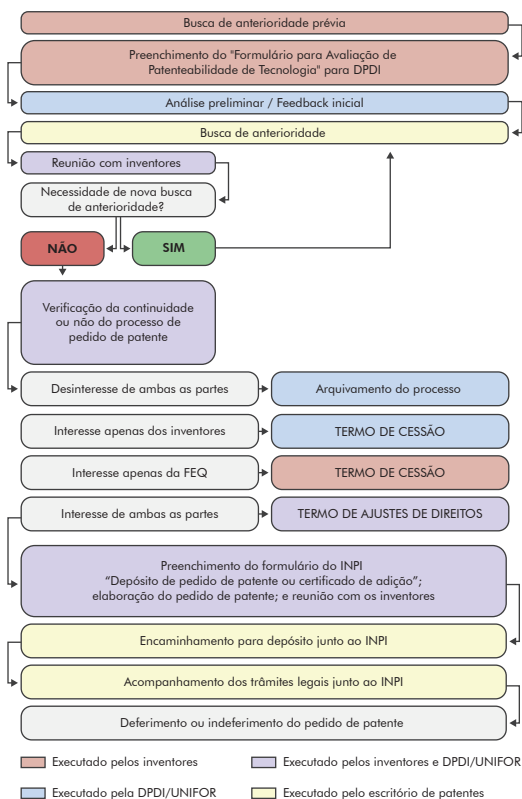 Busca de anterioridade prévia
Preenchimento do "Formulário para Avaliação de
Patenteabilidade de Tecnologia" para DPDI
Análise preliminar / Feedback inicial
Busca de anterioridade
Reunião com inventores
Necessidade de nova busca
de anterioridade?
NÃO
SIM
Verificação da continuidade
ou não do processo de
pedido de patente
Desinteresse de ambas as partes
Arquivamento do processo
Interesse apenas dos inventores
TERMO DE CESSÃO
Interesse apenas da FEQ
TERMO DE CESSÃO
Interesse de ambas as partes
TERMO DE AJUSTES DE DIREITOS
Preenchimento do formulário do INPI
“Depósito de pedido de patente ou certificado de adição”;
elaboração do pedido de patente; e reunião com os inventores
Encaminhamento para depósito junto ao INPI
Acompanhamento dos trâmites legais junto ao INPI
Deferimento ou indeferimento do pedido de patente
Executado pelos inventores
Executado pelos inventores e DPDI/UNIFOR
Executado pela DPDI/UNIFOR
Executado pelo escritório de patentes